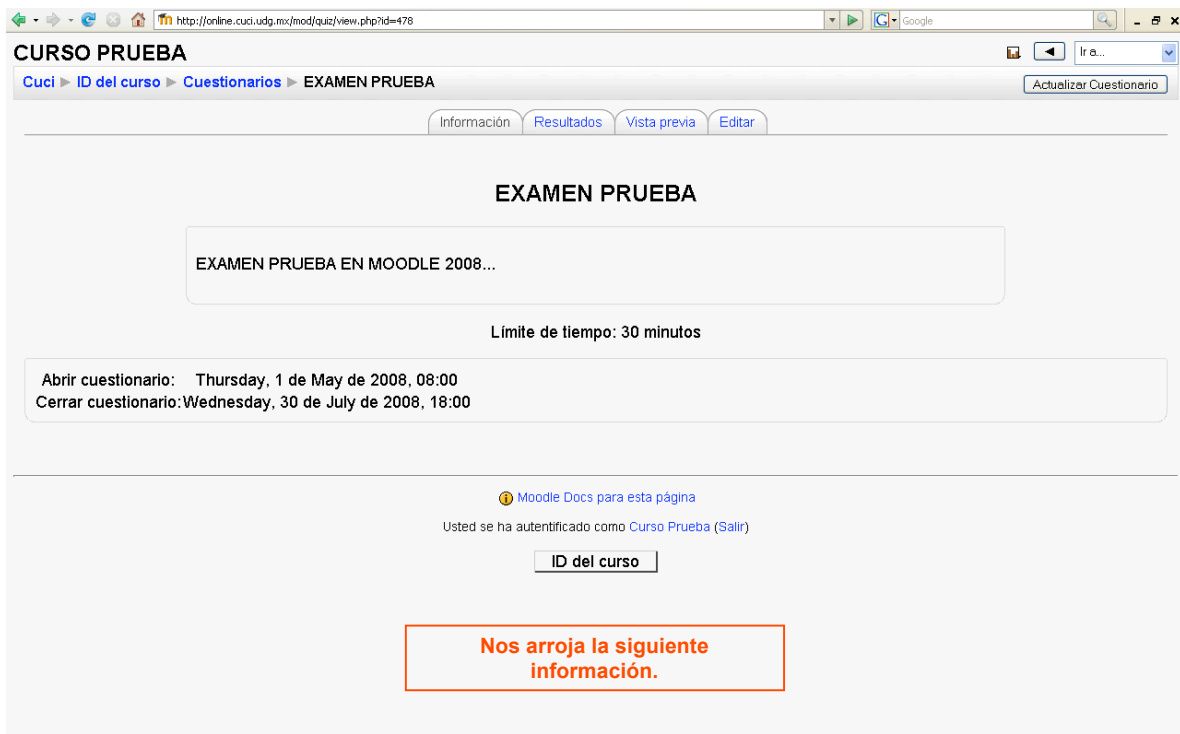 http://online.cuci.udg.mx/mod/quiz/view.php?id=478
Google
CURSO PRUEBA
Ir a...
Cuci ► ID del curso ► Cuestionarios ► EXAMEN PRUEBA
Actualizar Cuestionario
Información Resultados Vista previa Editar
EXAMEN PRUEBA
EXAMEN PRUEBA EN MOODLE 2008...
Límite de tiempo: 30 minutos
Abrir cuestionario: Thursday, 1 de May de 2008, 08:00
Cerrar cuestionario: Wednesday, 30 de July de 2008, 18:00
Moodle Docs para esta página
Usted se ha autentificado como Curso Prueba (Salir)
ID del curso
Nos arroja la siguiente
información.